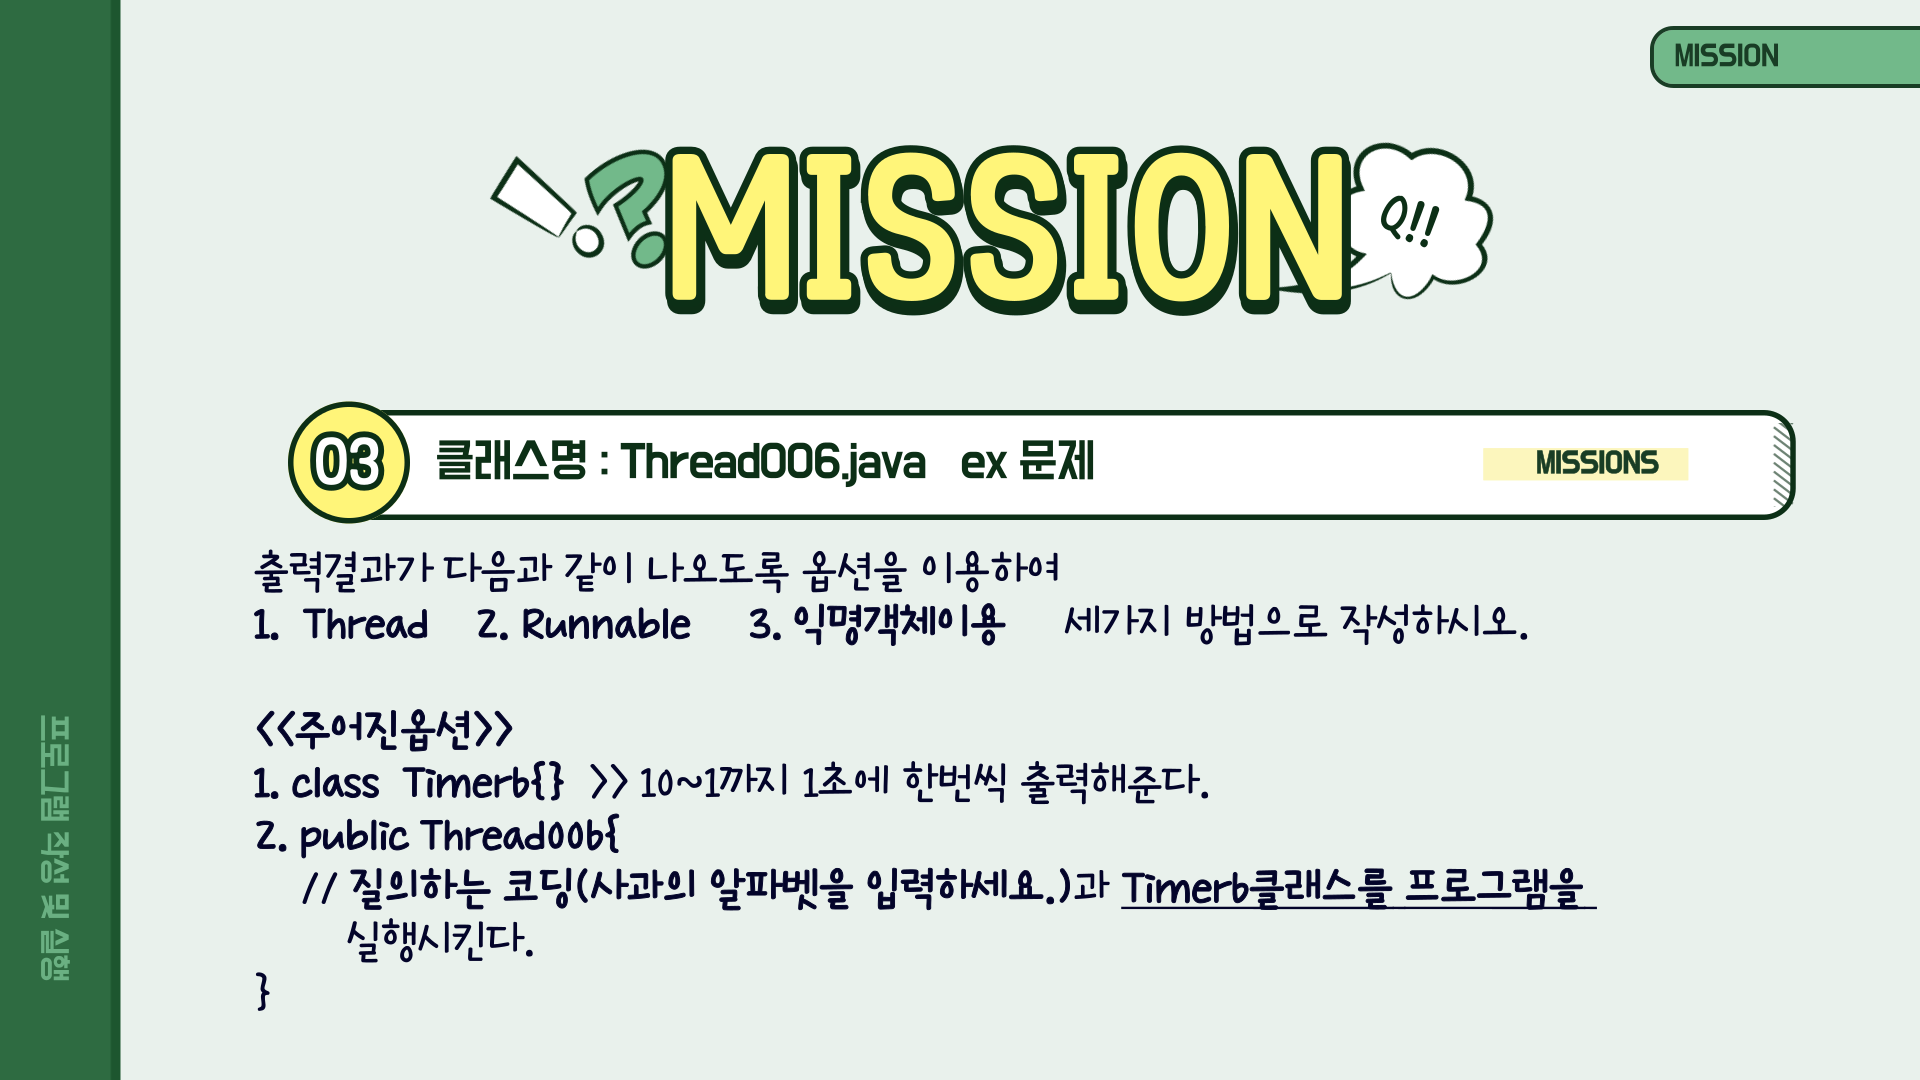 MISSION
MISSION
Q!!
03 클래스명 : Thread006.java ex 문제 MISSIONS
출력결과가 다음과 같이 나오도록 옵션을 이용하여
1. Thread 2. Runnable 3. 익명객체이용 세가지 방법으로 작성하시오.
<<주어진옵션>>
1. class Timer6{} >> 10~1까지 1초에 한번씩 출력해준다.
2. public Thread006{
// 질의하는 코딩(사과의 알파벳을 입력하세요.)과 Timer6클래스를 프로그램을
실행시킨다.
}
프로그램 작성 및 실행